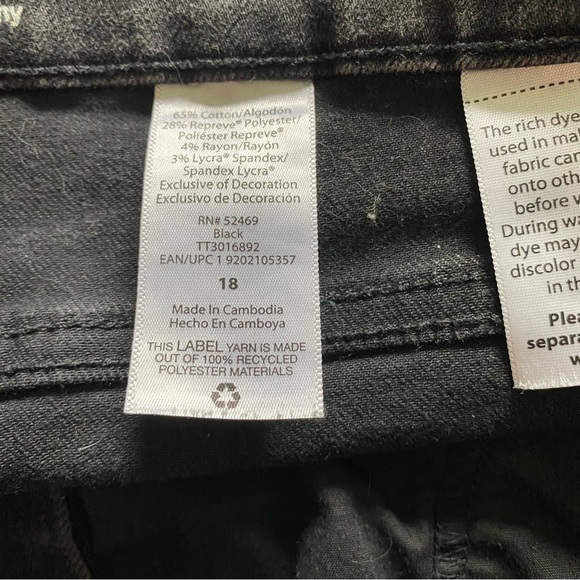 ny
65% Cotton/Algodón
28% Repreve® Polyester/
Poliéster Repreve®
4% Rayon/Rayón
3% Lycra® Spandex/
Spandex Lycra®
Exclusive of Decoration
Exclusivo de Decoración
RN# 52469
Black
TT3016892
EAN/UPC 1 9202105357
18
Made In Cambodia
Hecho En Camboya
THIS LABEL YARN IS MADE
OUT OF 100% RECYCLED
POLYESTER MATERIALS
The rich dye
used in ma
fabric can
onto oth
before w
During wa
dye may
discolor
in th
Plea
separa
w